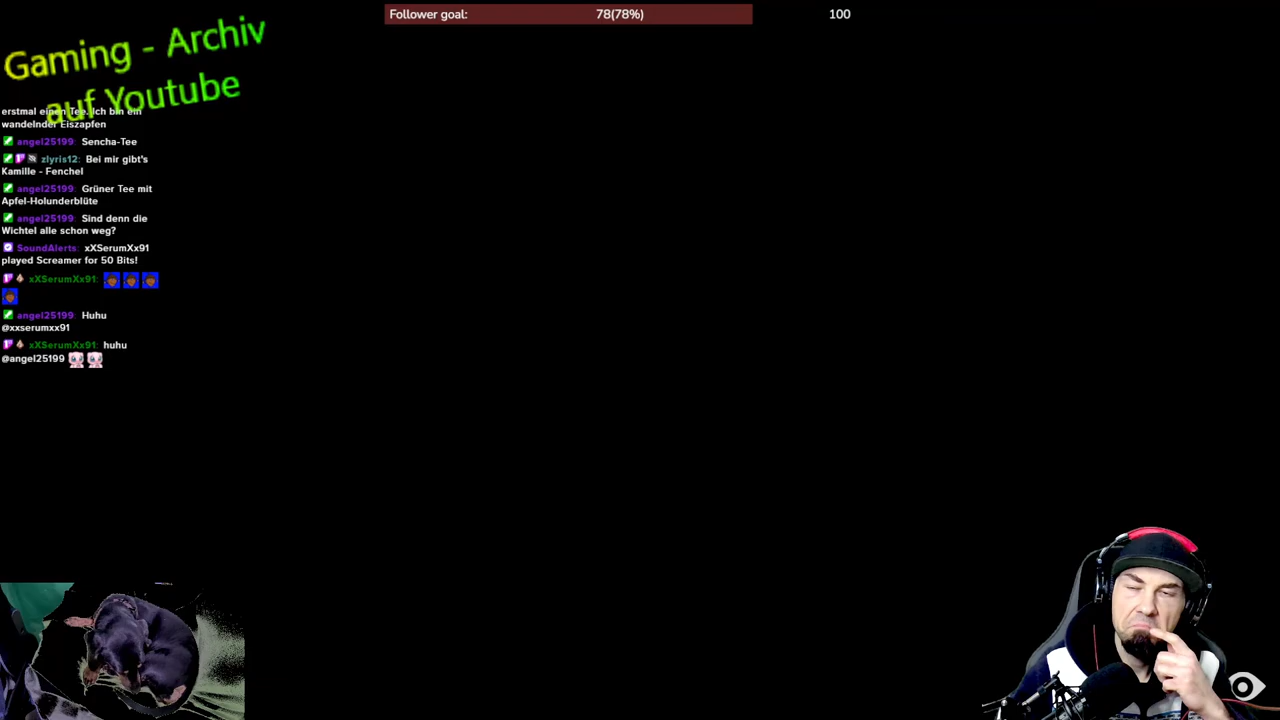 Follower goal: 78(78%) 100
Gaming - Archiv
auf Youtube
erstmal einen Tee. Ich bin ein
wandelnder Eiszapfen
angel25199: Sencha-Tee
zlyris12: Bei mir gibt's
Kamille - Fenchel
angel25199: Grüner Tee mit
Apfel-Holunderblüte
angel25199: Sind denn die
Wichtel alle schon weg?
SoundAlerts: xXSerumXx91
played Screamer for 50 Bits!
xXSerumXx91:
angel25199: Huhu
@xxserumxx91
xXSerumXx91: huhu
@angel25199